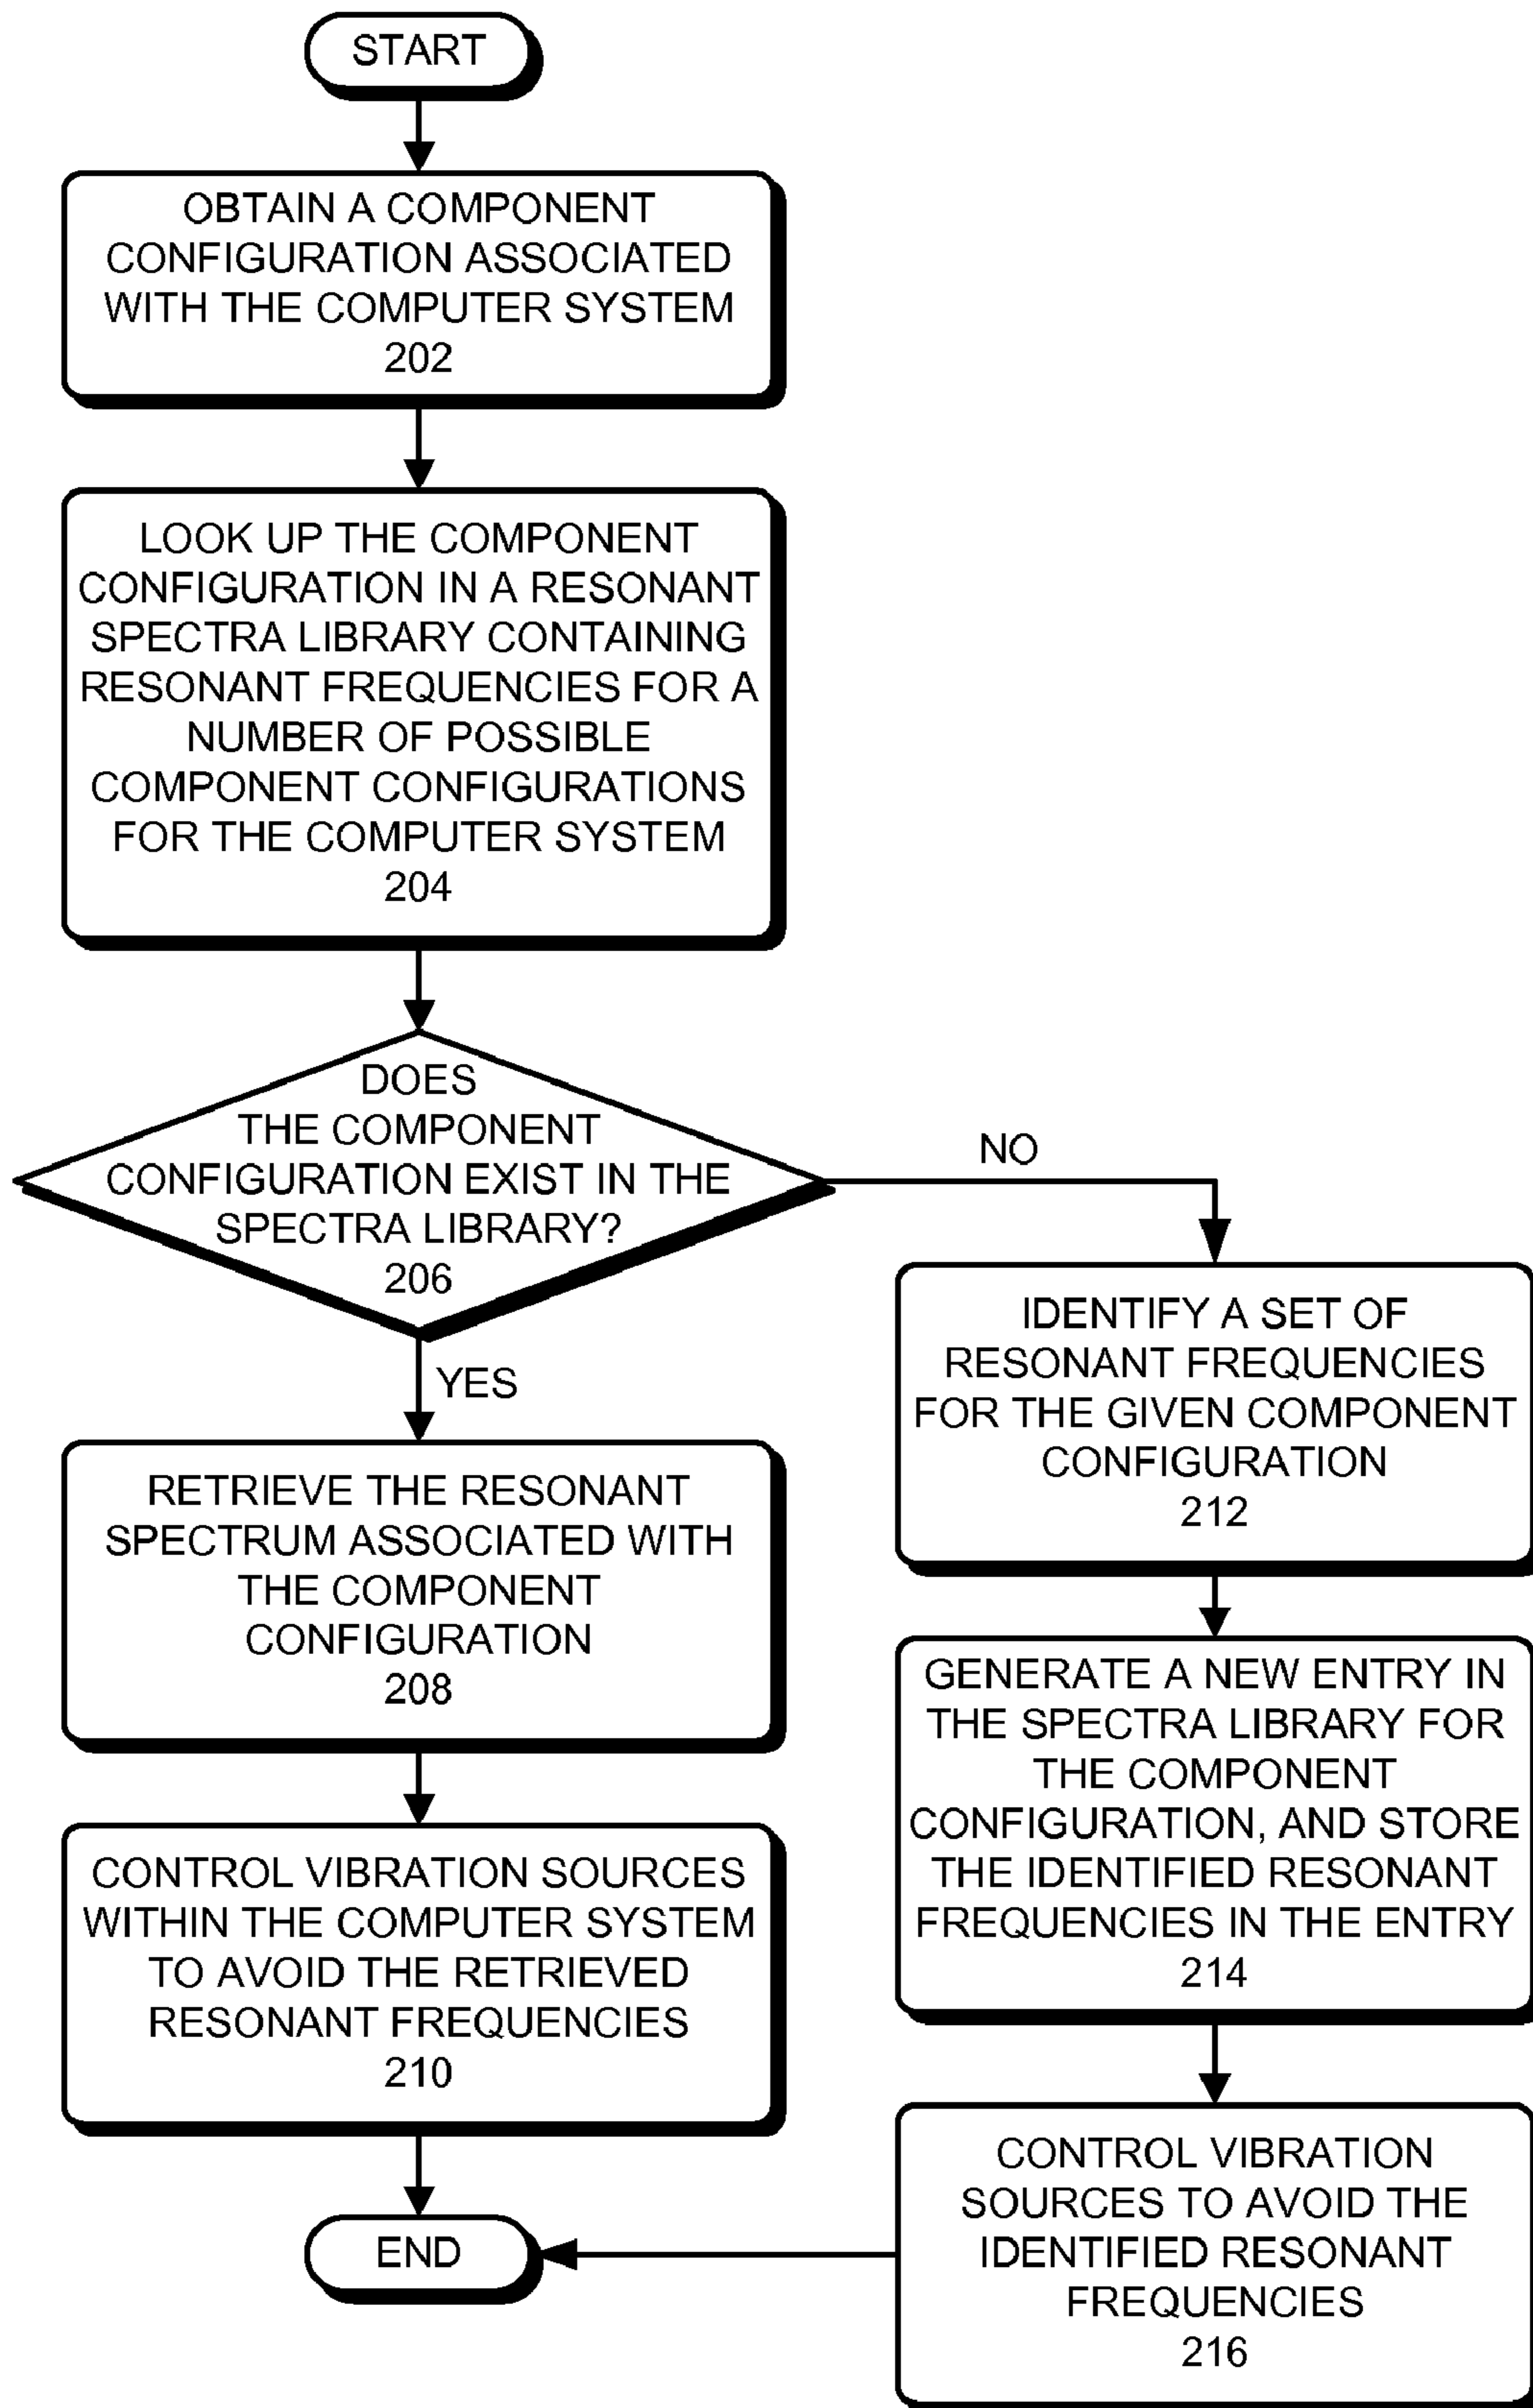 START
OBTAIN A COMPONENT
CONFIGURATION ASSOCIATED
WITH THE COMPUTER SYSTEM
202
LOOK UP THE COMPONENT
CONFIGURATION IN A RESONANT
SPECTRA LIBRARY CONTAINING
RESONANT FREQUENCIES FOR A
NUMBER OF POSSIBLE
COMPONENT CONFIGURATIONS
FOR THE COMPUTER SYSTEM
204
DOES
THE COMPONENT
CONFIGURATION EXIST IN THE
SPECTRA LIBRARY?
206
YES
RETRIEVE THE RESONANT
SPECTRUM ASSOCIATED WITH
THE COMPONENT
CONFIGURATION
208
CONTROL VIBRATION SOURCES
WITHIN THE COMPUTER SYSTEM
TO AVOID THE RETRIEVED
RESONANT FREQUENCIES
210
NO
IDENTIFY A SET OF
RESONANT FREQUENCIES
FOR THE GIVEN COMPONENT
CONFIGURATION
212
GENERATE A NEW ENTRY IN
THE SPECTRA LIBRARY FOR
THE COMPONENT
CONFIGURATION, AND STORE
THE IDENTIFIED RESONANT
FREQUENCIES IN THE ENTRY
214
CONTROL VIBRATION
SOURCES TO AVOID THE
IDENTIFIED RESONANT
FREQUENCIES
216
END